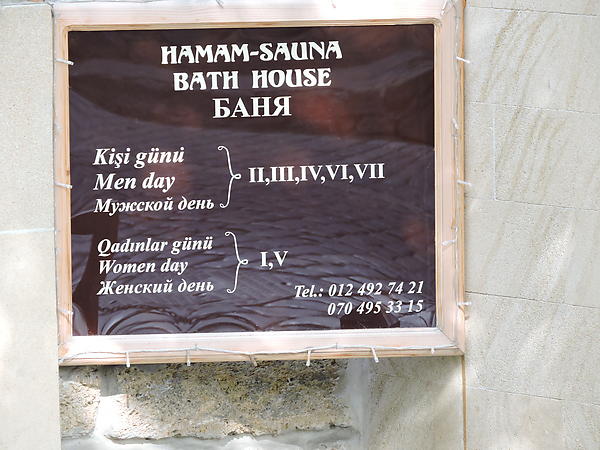 HAMAM-SAUNA
BATH HOUSE
БАНЯ
Kişi günü
Men day
Мужской день
II,III,IV,VI,VII
Qadınlar günü
Women day
Женский день
I,V
Tel.: 012 492 74 21
070 495 33 15